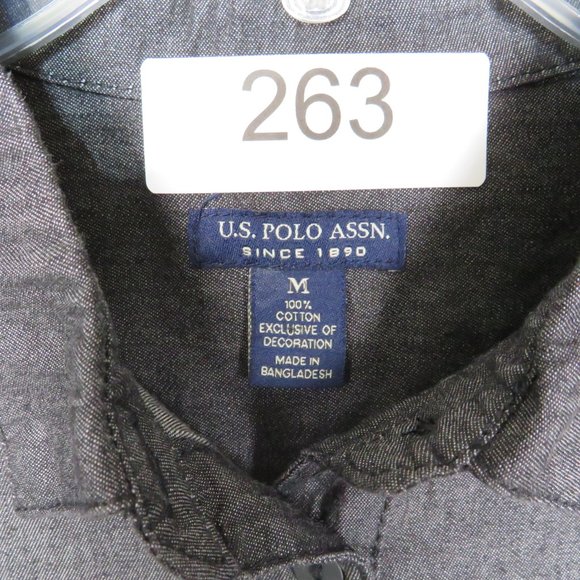 263
U.S. POLO ASSN.
SINCE 1890
M
100%
COTTON
EXCLUSIVE OF
DECORATION
MADE IN
BANGLADESH